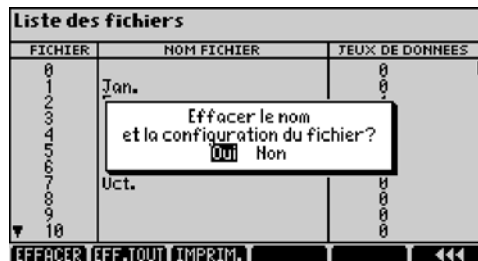 Liste des fichiers
FICHIER NOM FICHIER JEUX DE DONNEES
0 0
1 Jan. 0
2
3 Effacer le nom
4 et la configuration du fichier?
5 Oui Non
6
7 Oct. 0
8 0
9 0
▼ 10 0
EFFACER EFF.TOUT IMPRIM. ◀◀◀